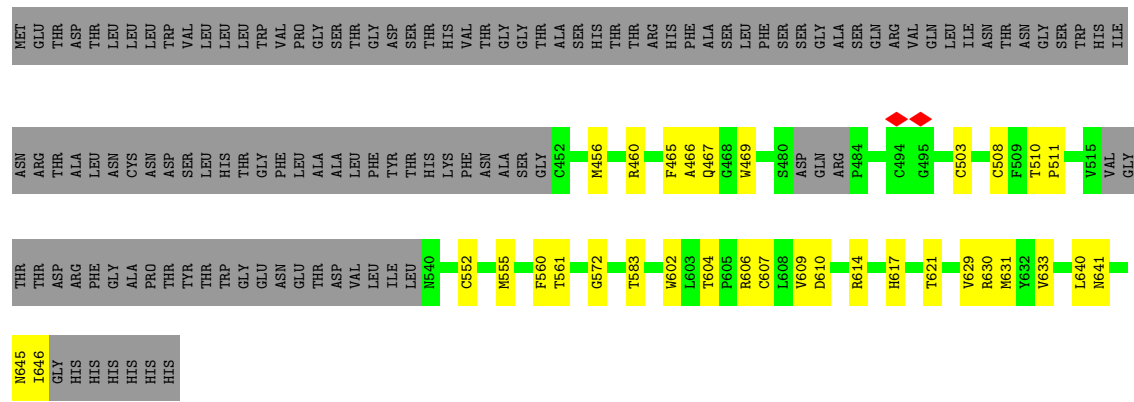 MET GLU THR ASP THR LEU LEU LEU TRP VAL LEU LEU LEU TRP VAL PRO GLY SER THR GLY ASP SER THR HIS VAL THR GLY GLY THR ALA SER HIS THR THR ARG HIS PHE ALA SER LEU PHE SER SER GLY ALA SER GLN ARG VAL GLN LEU ILE ASN THR ASN GLY SER TRP HIS ILE
ASN ARG THR ALA LEU ASN CYS ASN ASP SER LEU HIS THR GLY PHE LEU ALA ALA LEU PHE TYR THR HIS LYS PHE ASN ALA SER GLY C452 M456 R460 F465 A466 Q467 G468 W469 S480 ASP GLN ARG P484 C494 G495 C503 C508 F509 T510 P511 V515 VAL GLY
THR THR ASP ARG PHE GLY ALA PRO THR TYR THR TRP GLY GLU ASN GLU THR ASP VAL LEU ILE LEU N540 C552 M555 F560 T561 G572 T583 W602 L603 T604 P605 R606 C607 L608 V609 D610 R614 H617 T621 V629 R630 M631 Y632 V633 L640 N641
N645 I646 GLY HIS HIS HIS HIS HIS HIS